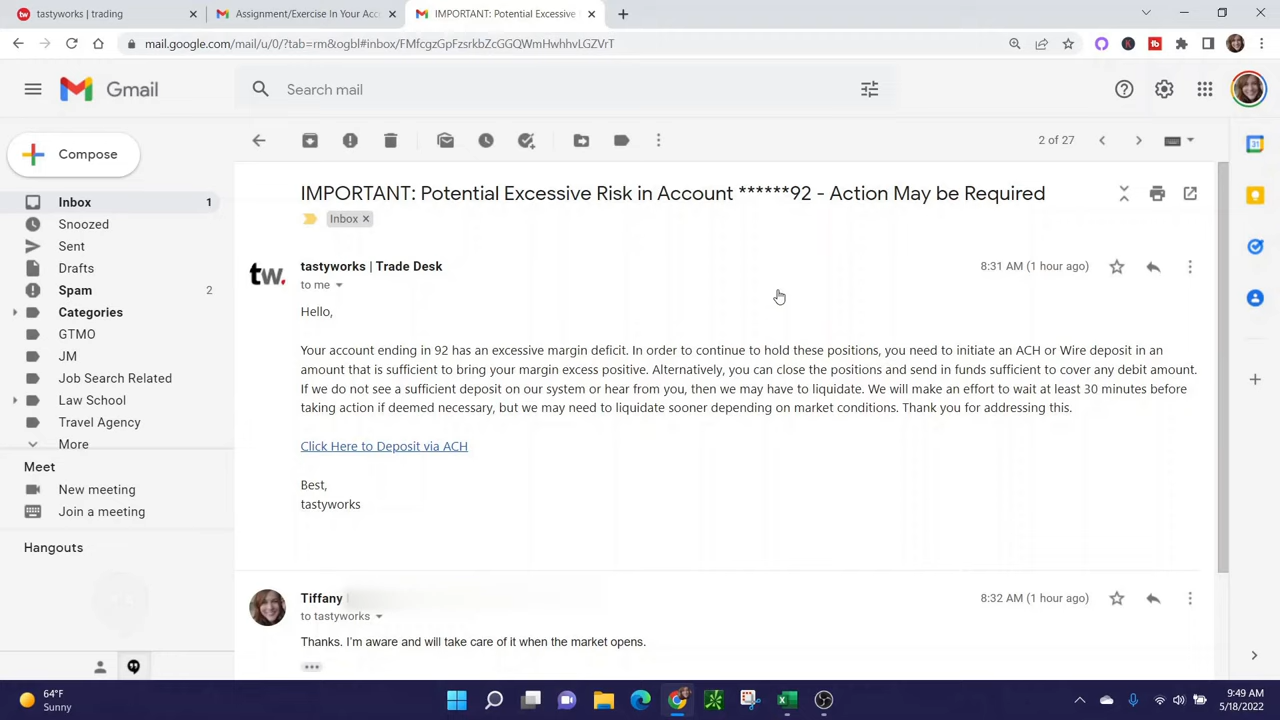 tastyworks | trading
Assignment/Exercise In Your Acc
IMPORTANT: Potential Excessive
mail.google.com/mail/u/0/?tab=rm&ogbl#inbox/FMfcgzGpFzsrkbZcGGQWmHwhhvLGZVrT
Gmail
Search mail
Compose
2 of 27
Inbox 1
Snoozed
Sent
Drafts
Spam 2
Categories
GTMO
JM
Job Search Related
Law School
Travel Agency
More
Meet
New meeting
Join a meeting
Hangouts
IMPORTANT: Potential Excessive Risk in Account ******92 - Action May be Required
Inbox x
tw.
tastyworks | Trade Desk
8:31 AM (1 hour ago)
to me
Hello,
Your account ending in 92 has an excessive margin deficit. In order to continue to hold these positions, you need to initiate an ACH or Wire deposit in an
amount that is sufficient to bring your margin excess positive. Alternatively, you can close the positions and send in funds sufficient to cover any debit amount.
If we do not see a sufficient deposit on our system or hear from you, then we may have to liquidate. We will make an effort to wait at least 30 minutes before
taking action if deemed necessary, but we may need to liquidate sooner depending on market conditions. Thank you for addressing this.
Click Here to Deposit via ACH
Best,
tastyworks
Tiffany
8:32 AM (1 hour ago)
to tastyworks
Thanks. I'm aware and will take care of it when the market opens.
64°F
Sunny
9:49 AM
5/18/2022